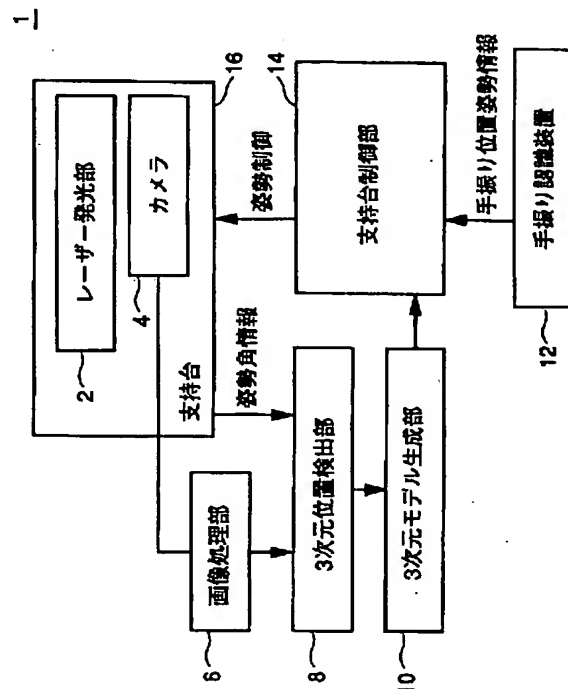 1
16
レーザー発光部
2
カメラ
4
支持台
姿勢制御
14
支持台制御部
手振り位置姿勢情報
手振り認識装置
12
姿勢角情報
画像処理部
6
3次元位置検出部
8
3次元モデル生成部
10